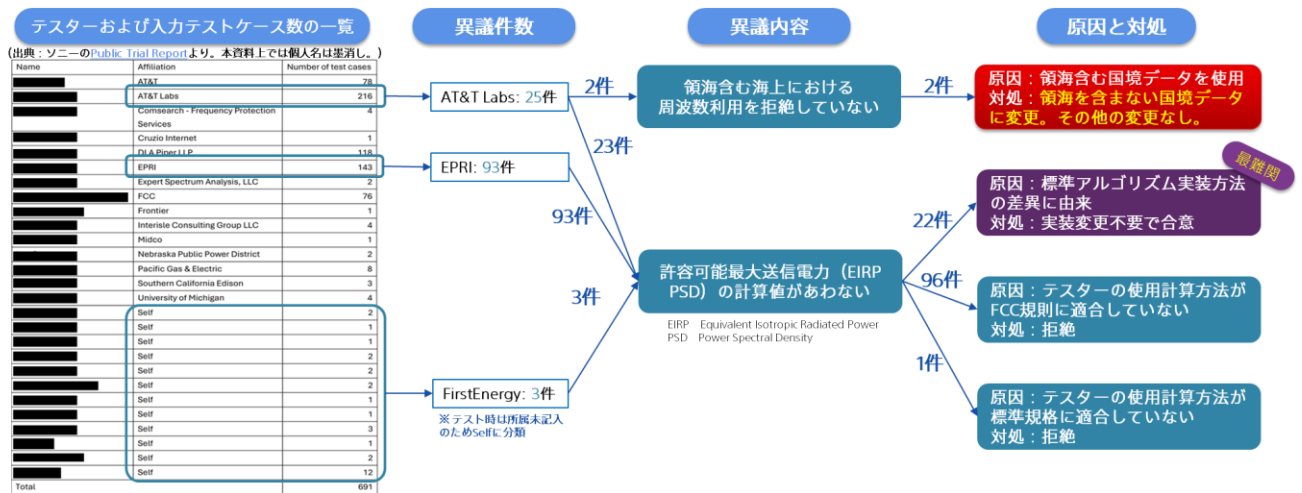 テスターおよび入力テストケース数の一覧
異議件数
異議内容
原因と対処
(出典：ソニーのPublic Trial Reportより。本資料上では個人名は墨消し。)
Name Affiliation Number of test cases
AT&T 78
AT&T Labs 216
Comsearch - Frequency Protection 4
Services
Cruzio Internet 1
DLA Piper LLP 118
EPRI 143
Expert Spectrum Analysis, LLC 2
FCC 76
Frontier 1
Interisle Consulting Group LLC 4
Midco 1
Nebraska Public Power District 2
Pacific Gas & Electric 8
Southern California Edison 3
University of Michigan 4
Self 2
Self 1
Self 1
Self 2
Self 2
Self 2
Self 1
Self 1
Self 3
Self 1
Self 2
Self 12
Total 691
AT&T Labs: 25件
EPRI: 93件
FirstEnergy: 3件
※テスト時は所属未記入
のためSelfに分類
2件
23件
93件
3件
領海含む海上における
周波数利用を拒絶していない
許容可能最大送信電力（EIRP
PSD）の計算値があわない
EIRP Equivalent Isotropic Radiated Power
PSD Power Spectral Density
2件
22件
96件
1件
原因：領海含む国境データを使用
対処：領海を含まない国境データ
に変更。その他の変更なし。
最難関
原因：標準アルゴリズム実装方法
の差異に由来
対処：実装変更不要で合意
原因：テスターの使用計算方法が
FCC規則に適合していない
対処：拒絶
原因：テスターの使用計算方法が
標準規格に適合していない
対処：拒絶